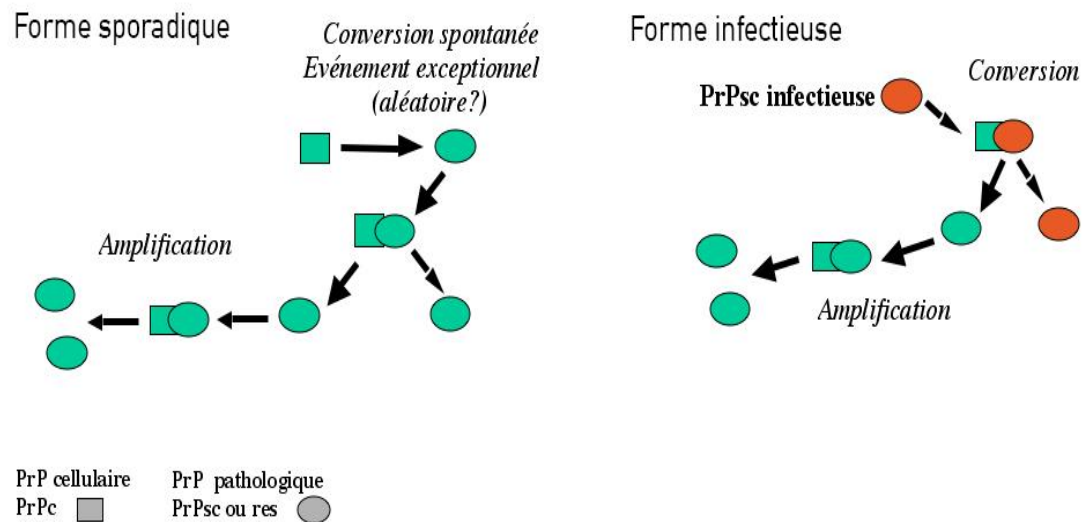 Forme sporadique
Conversion spontanée
Evénement exceptionnel
(aléatoire?)
Amplification
Forme infectieuse
Conversion
PrPsc infectieuse
Amplification
PrP cellulaire
PrPc
PrP pathologique
PrPsc ou res